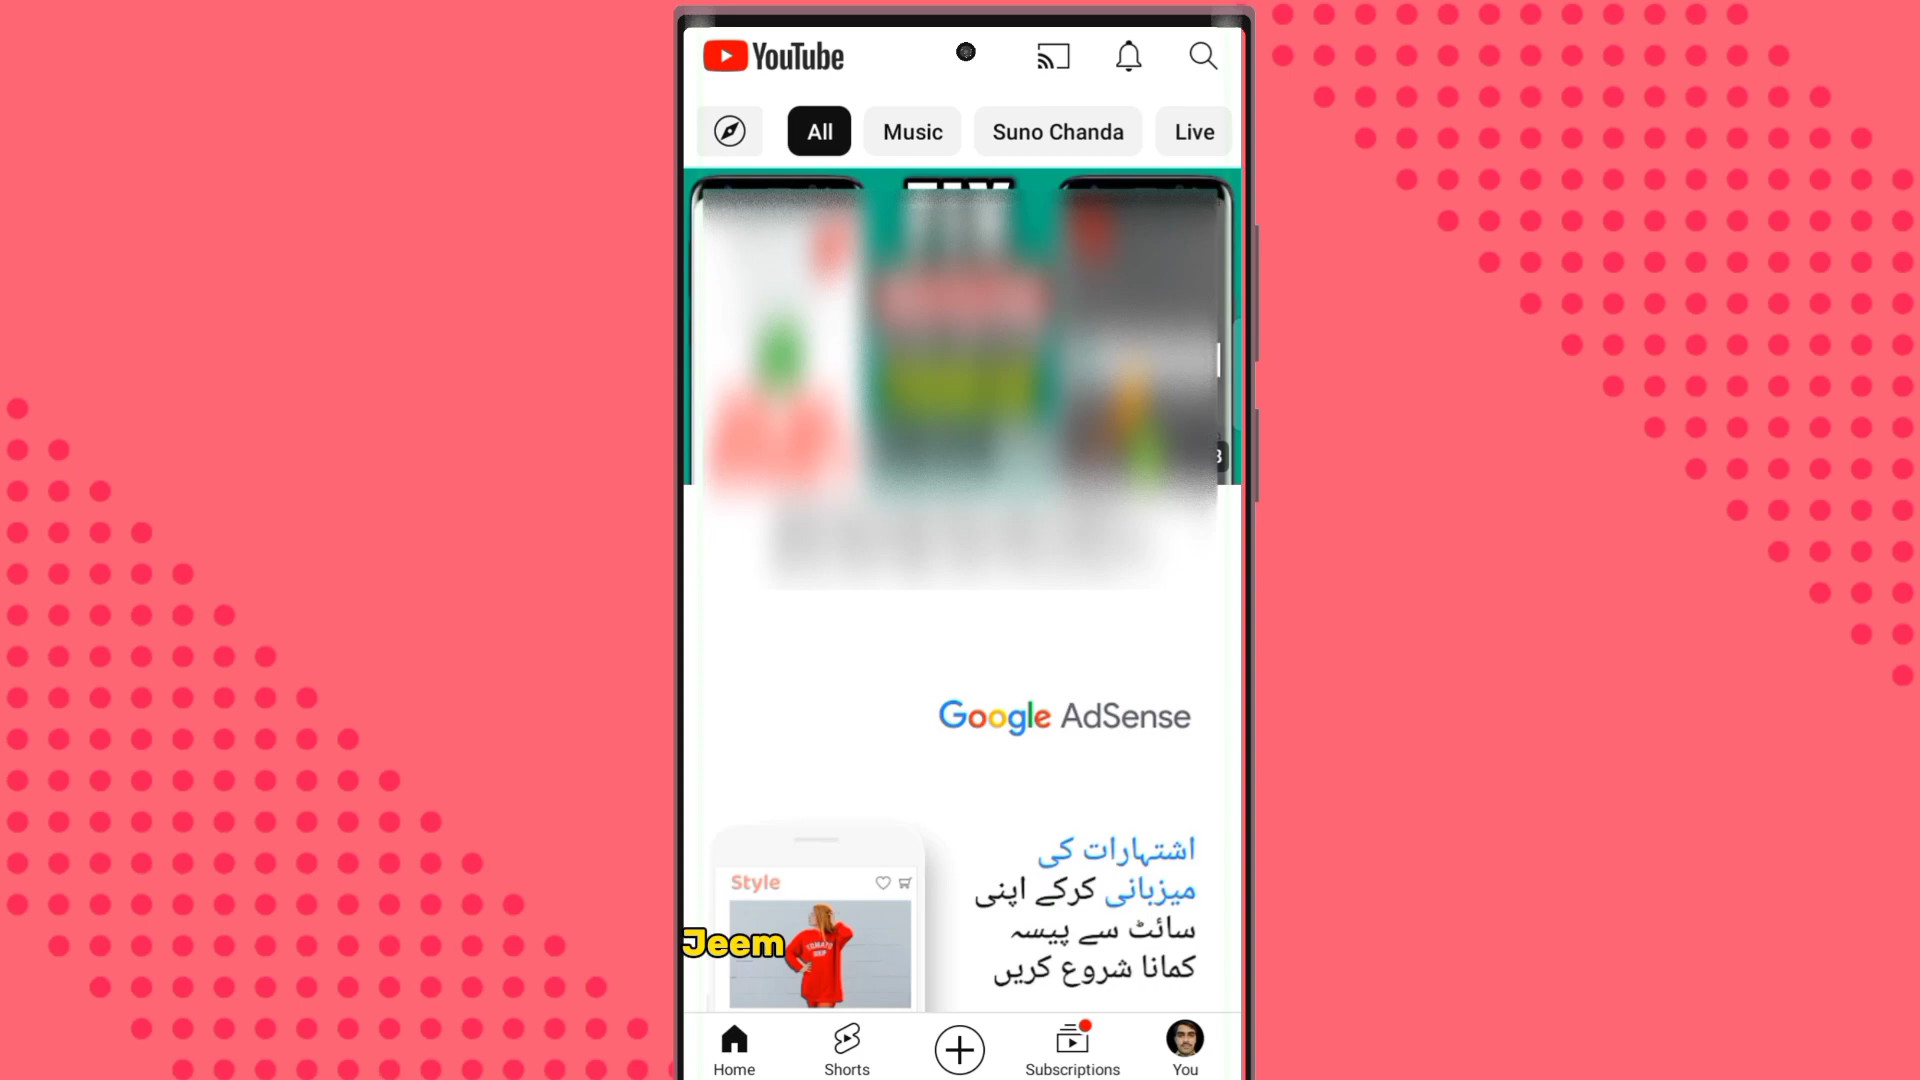 YouTube
All Music Suno Chanda Live
Google AdSense
اشتہارات کی
میزبانی کرکے اپنی
سائٹ سے پیسہ
کمانا شروع کریں
Style
Jeem
Home Shorts Subscriptions You